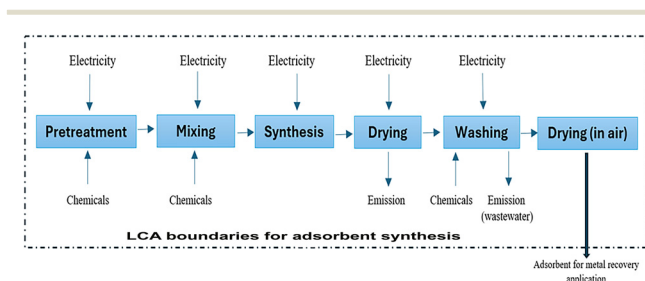 Electricity Electricity Electricity Electricity Electricity
Pretreatment Mixing Synthesis Drying Washing Drying (in air)
Chemicals Chemicals Emission Chemicals Emission
(wastewater)
LCA boundaries for adsorbent synthesis
Adsorbent for metal recovery
application